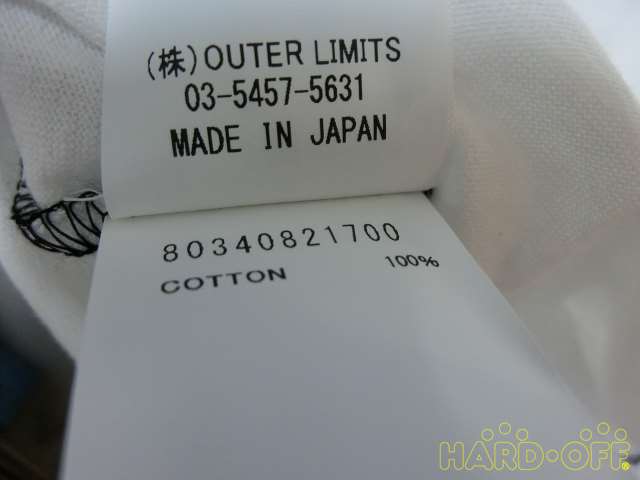 (株)OUTER LIMITS
03-5457-5631
MADE IN JAPAN
80340821700
COTTON 100%
HARD·OFF